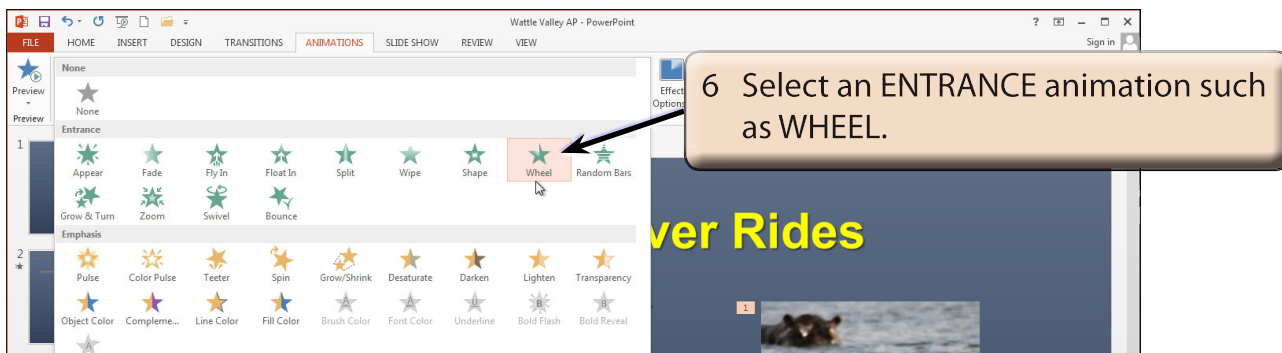 Wattle Valley AP - PowerPoint
?
Sign in
FILE HOME INSERT DESIGN TRANSITIONS ANIMATIONS SLIDE SHOW REVIEW VIEW
Preview
Preview
None
None
Effect
Options
6 Select an ENTRANCE animation such
as WHEEL.
Entrance
Appear Fade Fly In Float In Split Wipe Shape Wheel Random Bars
Grow & Turn Zoom Swivel Bounce
Emphasis
Pulse Color Pulse Teeter Spin Grow/Shrink Desaturate Darken Lighten Transparency
Object Color Compleme... Line Color Fill Color Brush Color Font Color Underline Bold Flash Bold Reveal
1
2
ver Rides
1